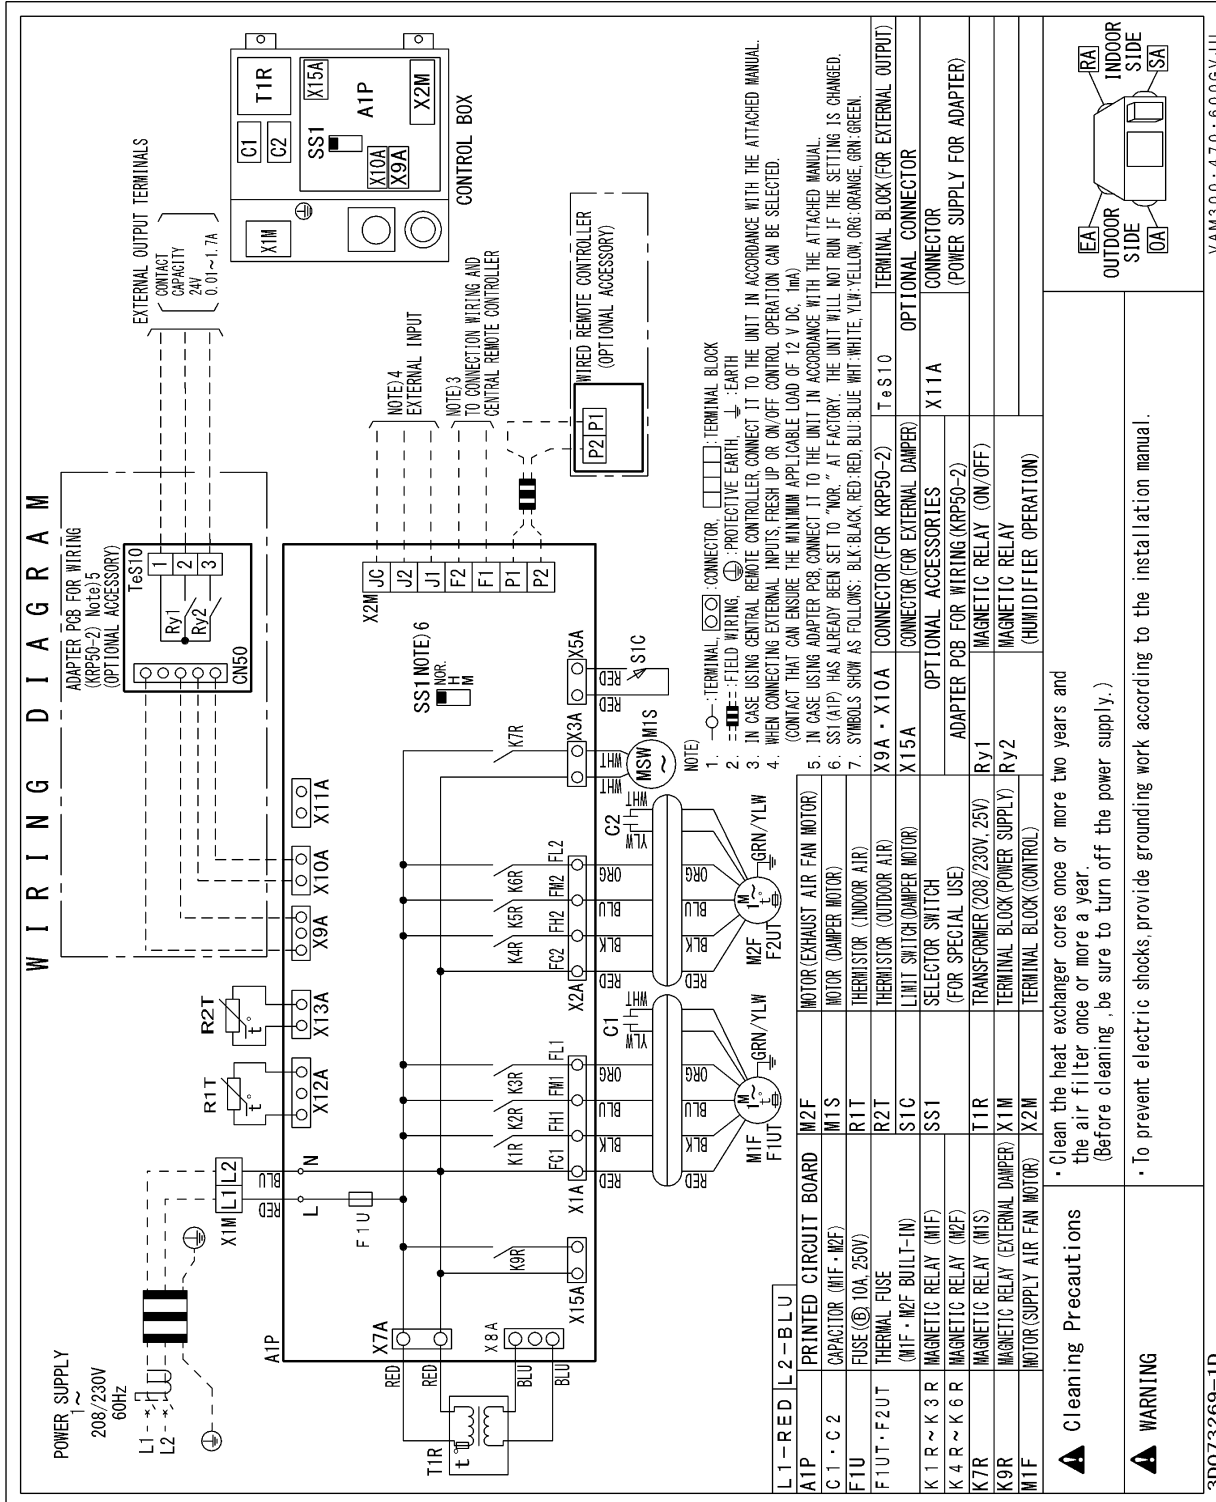 WIRING DIAGRAM
POWER SUPPLY
1~
208/230V
60Hz
L1
L2
X1M
L1 L2
RED
BLU
L
N
F1U
A1P
R1T
t°
X12A
R2T
t°
X13A
X9A
X10A
X11A
ADAPTER PCB FOR WIRING
(KRP50-2) Note)5
(OPTIONAL ACCESSORY)
TeS10
1
2
3
Ry1
Ry2
CN50
EXTERNAL OUTPUT TERMINALS
CONTACT
CAPACITY
24V
0.01~1.7A
T1R
X15A
C1
C2
SS1
A1P
X10A
X9A
X2M
X1M
CONTROL BOX
T1R
t°
RED
RED
BLU
BLU
X7A
X8A
X15A
K9R
K1R
K2R
K3R
FC1
FH1
FM1
FL1
X1A
RED
BLK
BLU
ORG
YLW
WHT
C1
RED
BLK
BLU
ORG
M1F
F1UT
M
1~
t°
GRN/YLW
K4R
K5R
K6R
FC2
FH2
FM2
FL2
X2A
RED
BLK
BLU
ORG
YLW
WHT
C2
RED
BLK
BLU
ORG
M2F
F2UT
M
1~
t°
GRN/YLW
K7R
X3A
WHT
WHT
MSW
~
M1S
X5A
RED
RED
S1C
SS1 NOTE)6
NOR.
H
M
X2M
JC
J2
J1
F2
F1
P1
P2
NOTE)4
EXTERNAL INPUT
NOTE)3
TO CONNECTION WIRING AND
CENTRAL REMOTE CONTROLLER
P2 P1
WIRED REMOTE CONTROLLER
(OPTIONAL ACCESSORY)
NOTE)
1. :TERMINAL, :CONNECTOR, :TERMINAL BLOCK
2. :FIELD WIRING, :PROTECTIVE EARTH, :EARTH
3. IN CASE USING CENTRAL REMOTE CONTROLLER, CONNECT IT TO THE UNIT IN ACCORDANCE WITH THE ATTACHED MANUAL.
4. WHEN CONNECTING EXTERNAL INPUTS, FRESH UP OR ON/OFF CONTROL OPERATION CAN BE SELECTED.
(CONTACT THAT CAN ENSURE THE MINIMUM APPLICABLE LOAD OF 12 V DC, 1mA)
5. IN CASE USING ADAPTER PCB, CONNECT IT TO THE UNIT IN ACCORDANCE WITH THE ATTACHED MANUAL.
6. SS1(A1P) HAS ALREADY BEEN SET TO "NOR." AT FACTORY. THE UNIT WILL NOT RUN IF THE SETTING IS CHANGED.
7. SYMBOLS SHOW AS FOLLOWS; BLK:BLACK, RED:RED, BLU:BLUE WHT:WHITE, YLW:YELLOW, ORG:ORANGE, GRN:GREEN.
L1-RED L2-BLU
A1P PRINTED CIRCUIT BOARD
C1・C2 CAPACITOR (M1F・M2F)
F1U FUSE(Ⓑ, 10A, 250V)
F1UT・F2UT THERMAL FUSE
(M1F・M2F BUILT-IN)
K1R~K3R MAGNETIC RELAY (M1F)
K4R~K6R MAGNETIC RELAY (M2F)
K7R MAGNETIC RELAY (M1S)
K9R MAGNETIC RELAY (EXTERNAL DAMPER)
M1F MOTOR(SUPPLY AIR FAN MOTOR)
M2F MOTOR(EXHAUST AIR FAN MOTOR)
M1S MOTOR (DAMPER MOTOR)
R1T THERMISTOR (INDOOR AIR)
R2T THERMISTOR (OUTDOOR AIR)
S1C LIMIT SWITCH(DAMPER MOTOR)
SS1 SELECTOR SWITCH
(FOR SPECIAL USE)
T1R TRANSFORMER(208/230V, 25V)
X1M TERMINAL BLOCK(POWER SUPPLY)
X2M TERMINAL BLOCK(CONTROL)
X9A・X10A CONNECTOR(FOR KRP50-2)
X15A CONNECTOR(FOR EXTERNAL DAMPER)
OPTIONAL ACCESSORIES
ADAPTER PCB FOR WIRING(KRP50-2)
Ry1 MAGNETIC RELAY (ON/OFF)
Ry2 MAGNETIC RELAY
(HUMIDIFIER OPERATION)
TeS10 TERMINAL BLOCK(FOR EXTERNAL OUTPUT)
OPTIONAL CONNECTOR
X11A CONNECTOR
(POWER SUPPLY FOR ADAPTER)
Cleaning Precautions
・Clean the heat exchanger cores once or more two years and
the air filter once or more a year.
(Before cleaning, be sure to turn off the power supply.)
WARNING
・To prevent electric shocks, provide grounding work according to the installation manual.
EA
OUTDOOR
SIDE
OA
RA
INDOOR
SIDE
SA
3D073269-1D